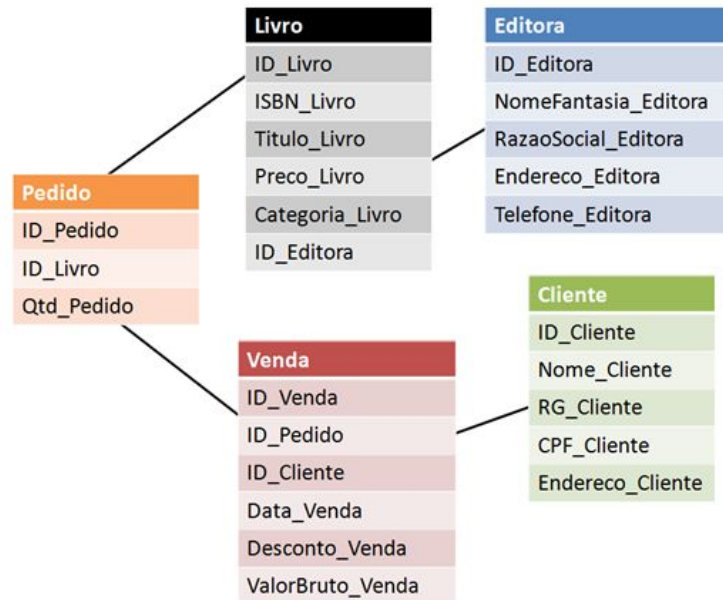 Livro
ID_Livro
ISBN_Livro
Titulo_Livro
Preco_Livro
Categoria_Livro
ID_Editora
Editora
ID_Editora
NomeFantasia_Editora
RazaoSocial_Editora
Endereco_Editora
Telefone_Editora
Pedido
ID_Pedido
ID_Livro
Qtd_Pedido
Venda
ID_Venda
ID_Pedido
ID_Cliente
Data_Venda
Desconto_Venda
ValorBruto_Venda
Cliente
ID_Cliente
Nome_Cliente
RG_Cliente
CPF_Cliente
Endereco_Cliente